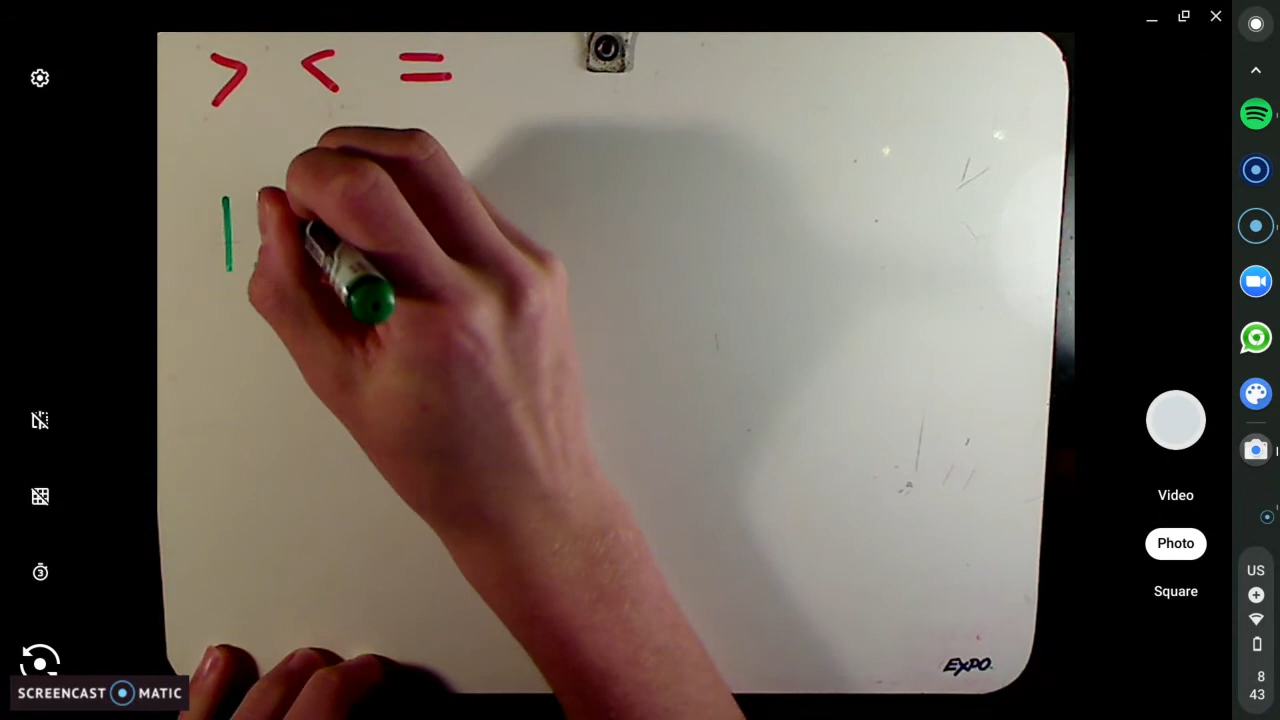 > < =
1
EXPO
Video
Photo
Square
US
8
43
SCREENCAST MATIC